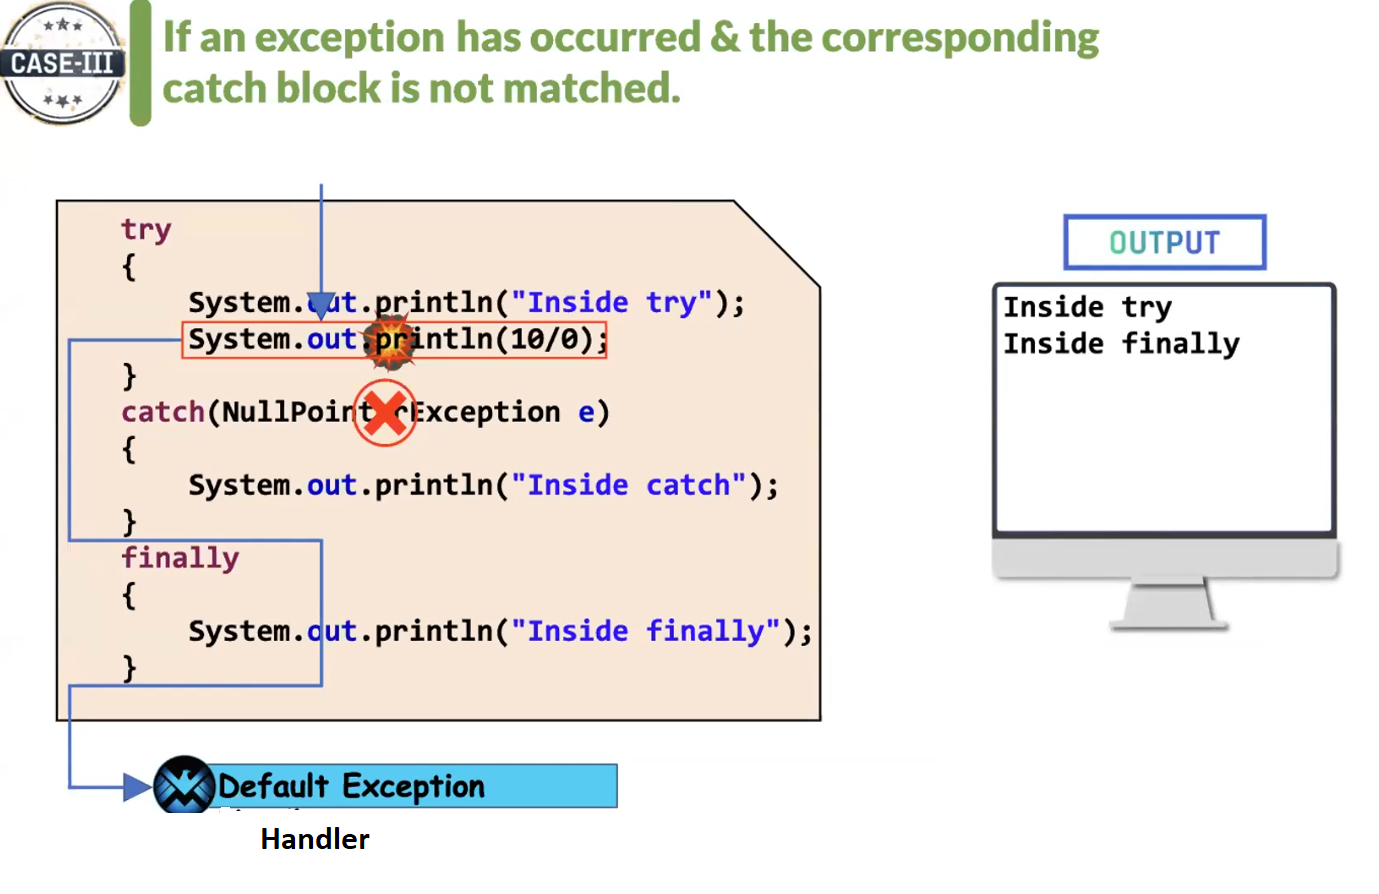 CASE-III
If an exception has occurred & the corresponding
catch block is not matched.
try
{
System.out.println("Inside try");
System.out.println(10/0);
}
catch(NullPointerException e)
{
System.out.println("Inside catch");
}
finally
{
System.out.println("Inside finally");
}
Default Exception
Handler
OUTPUT
Inside try
Inside finally